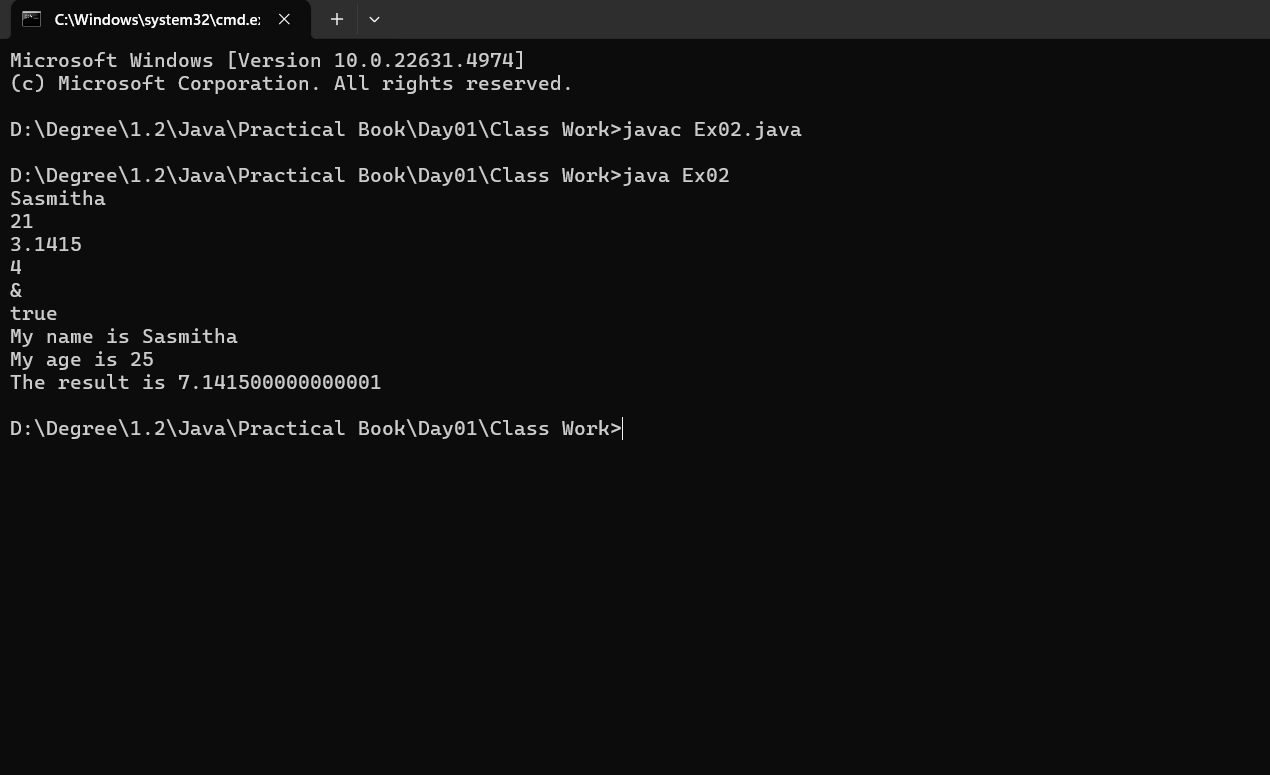 C:\Windows\system32\cmd.e:
Microsoft Windows [Version 10.0.22631.4974]
(c) Microsoft Corporation. All rights reserved.
D:\Degree\1.2\Java\Practical Book\Day01\Class Work>javac Ex02.java
D:\Degree\1.2\Java\Practical Book\Day01\Class Work>java Ex02
Sasmitha
21
3.1415
4
&
true
My name is Sasmitha
My age is 25
The result is 7.141500000000001
D:\Degree\1.2\Java\Practical Book\Day01\Class Work>